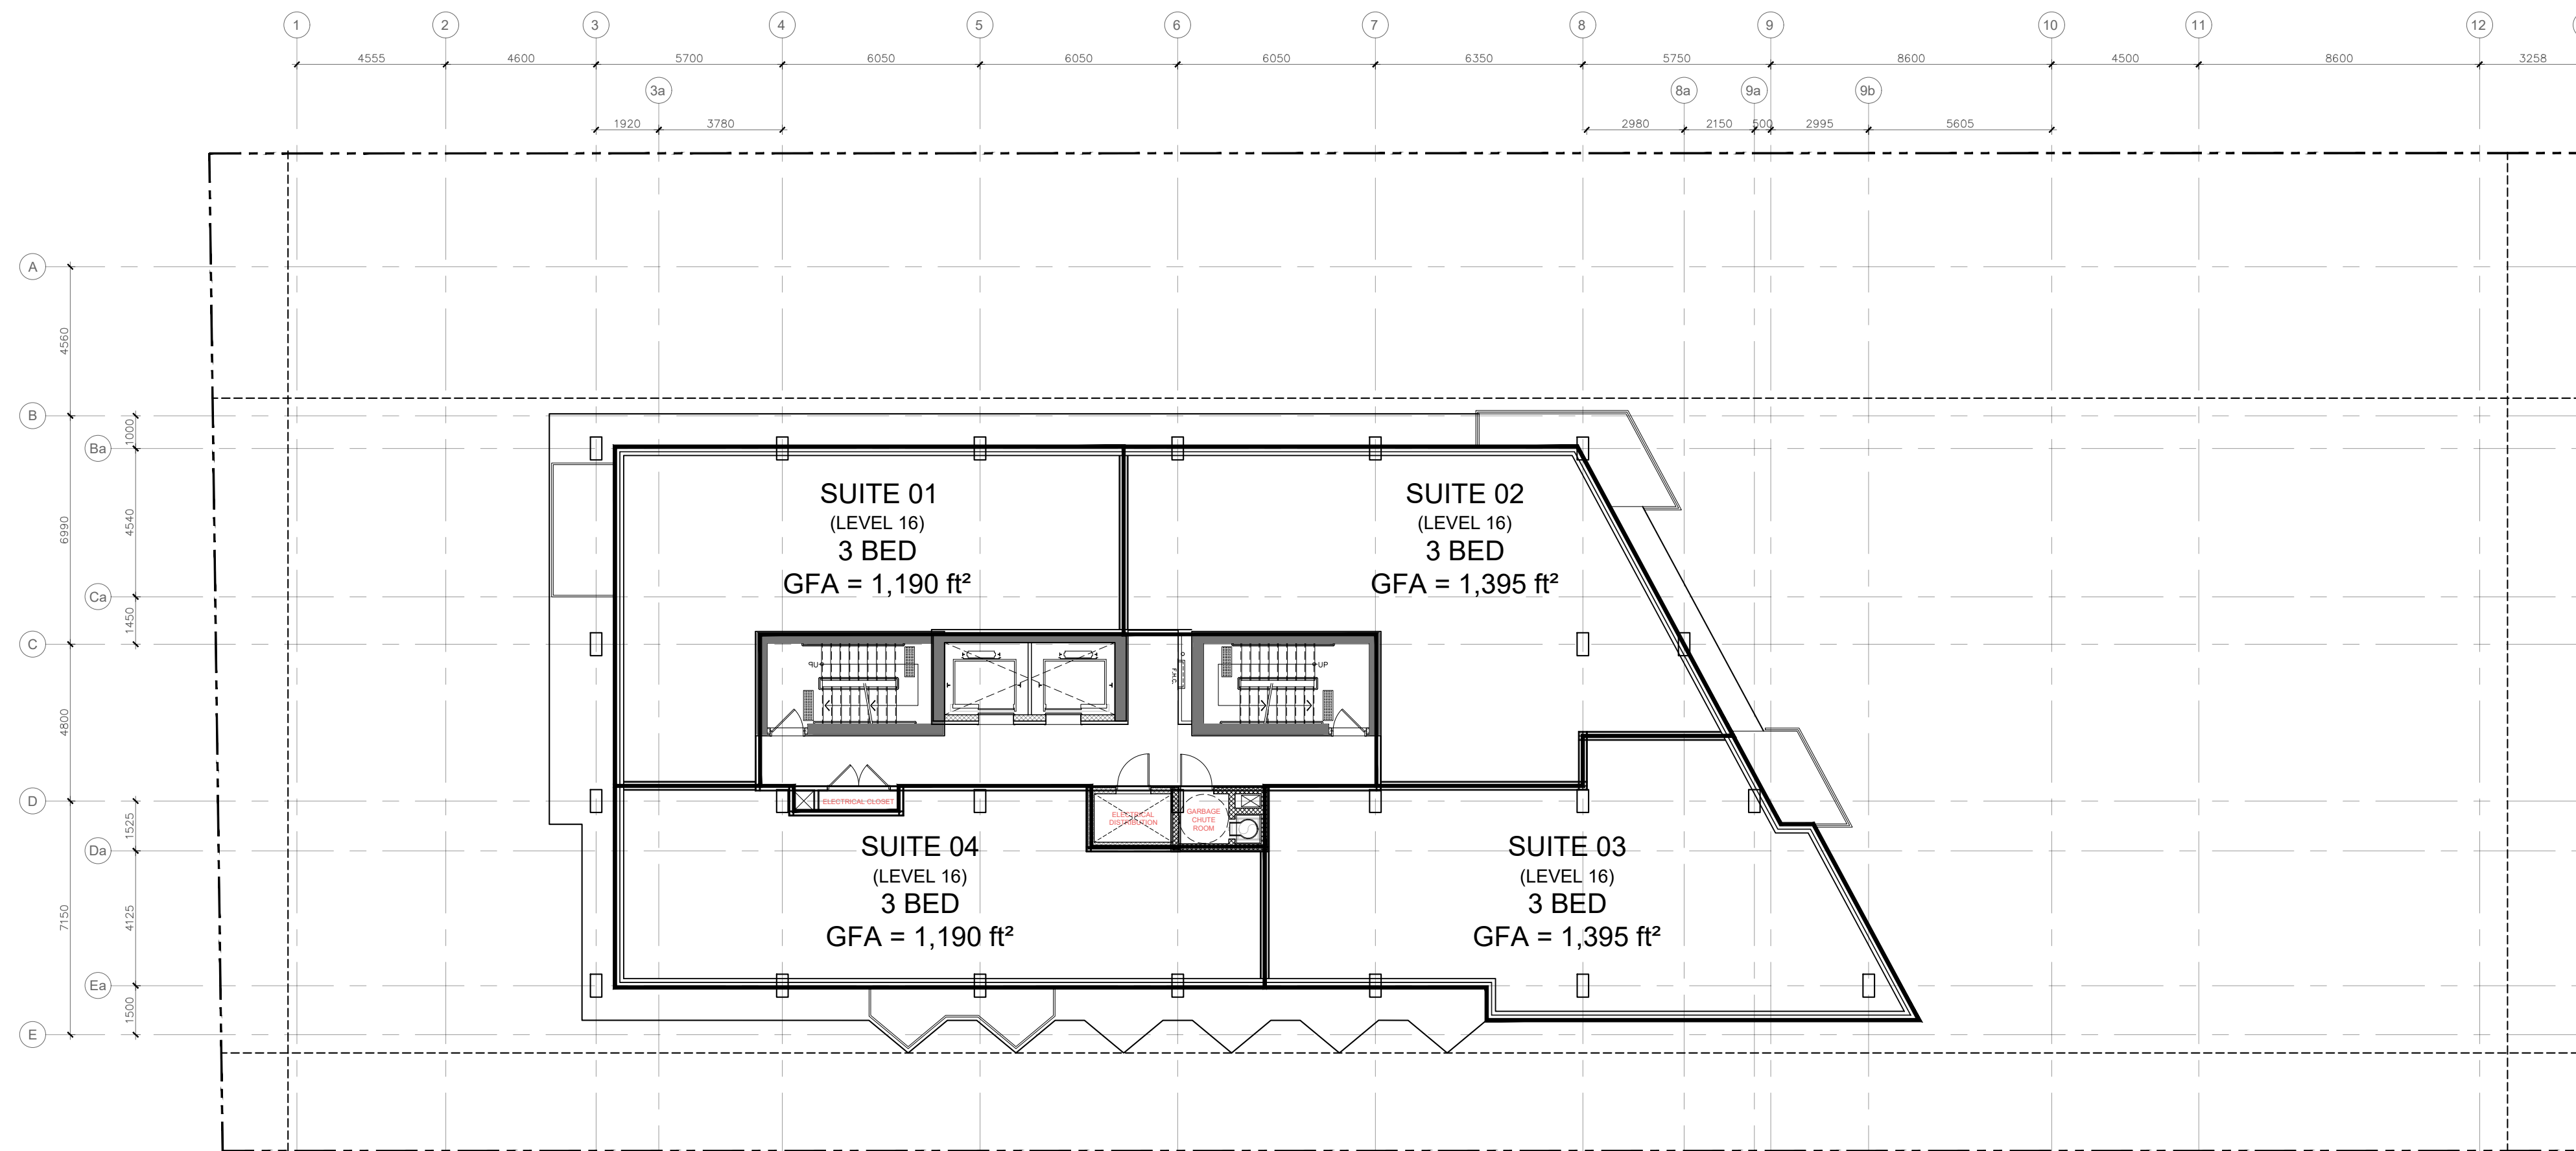 1 2 3 4 5 6 7 8 9 10 11 12
4555 4600 5700 6050 6050 6050 6350 5750 8600 4500 8600 3258
3a 8a 9a 9b
1920 3780 2980 2150 500 2995 5605
A
4560
B
1000
Ba
6990
4540
Ca
1450
C
4800
D
1525
Da
7150
4125
Ea
1500
E
SUITE 01
(LEVEL 16)
3 BED
GFA = 1,190 ft²
SUITE 02
(LEVEL 16)
3 BED
GFA = 1,395 ft²
UP
F.H.C.
UP
ELECTRICAL CLOSET
ELECTRICAL
DISTRIBUTION
GARBAGE
CHUTE
ROOM
SUITE 04
(LEVEL 16)
3 BED
GFA = 1,190 ft²
SUITE 03
(LEVEL 16)
3 BED
GFA = 1,395 ft²